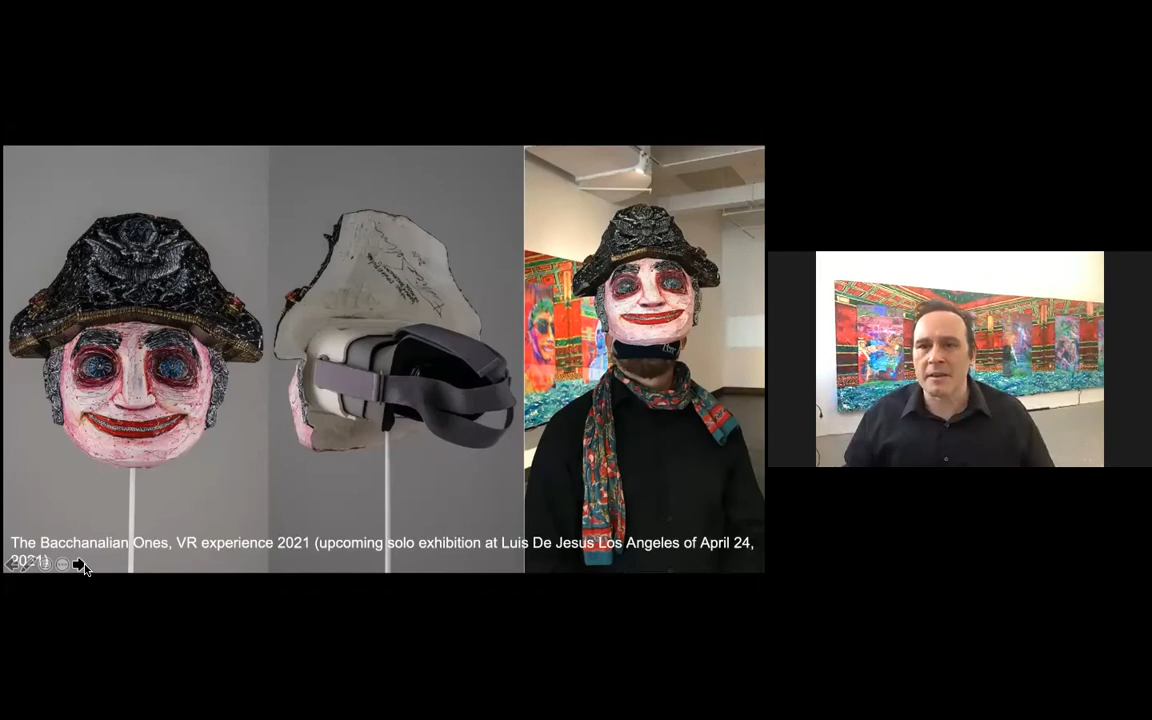 The Bacchanalian Ones, VR experience 2021 (upcoming solo exhibition at Luis De Jesus Los Angeles of April 24,
2021)